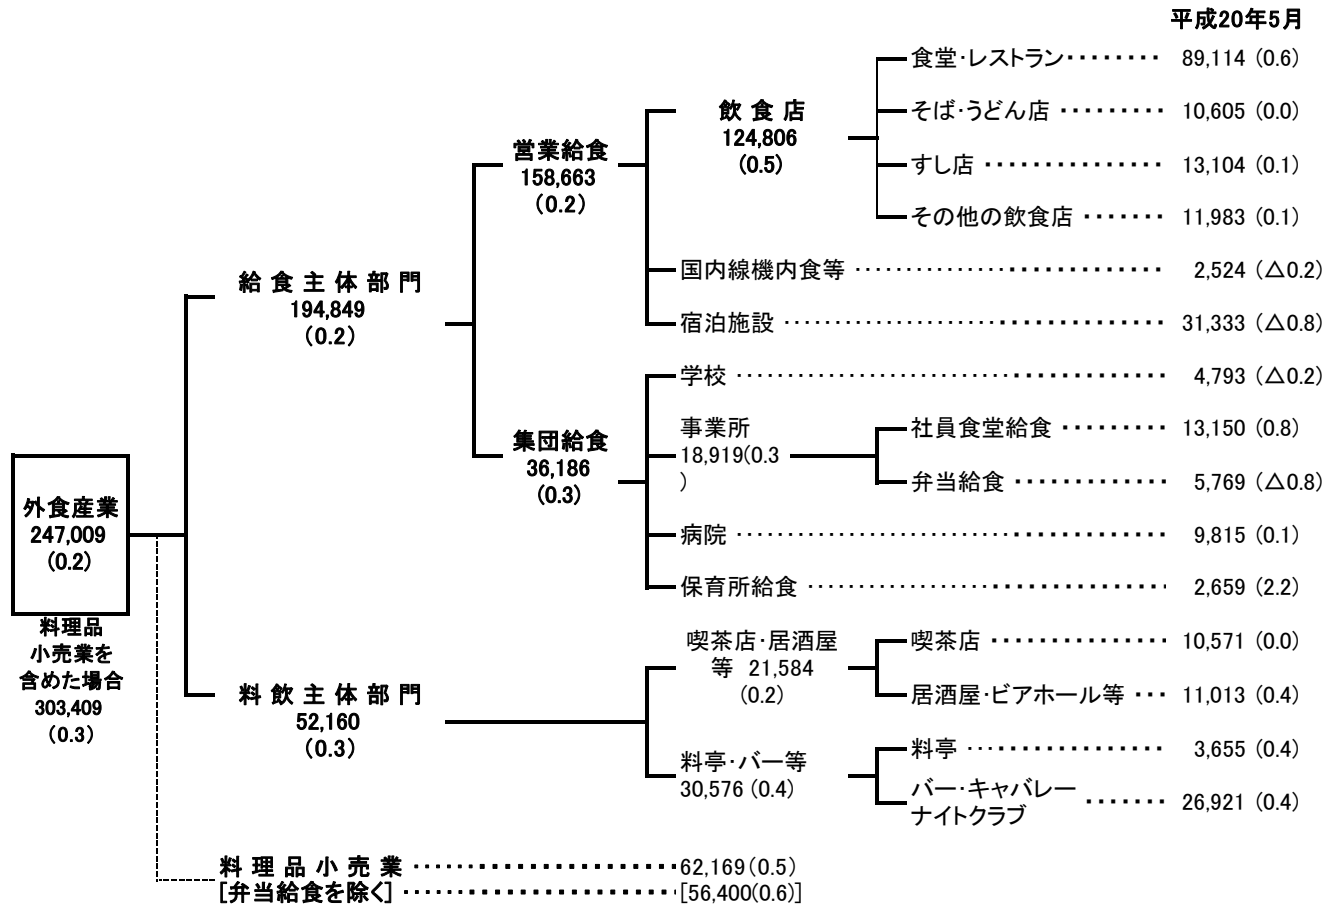 平成20年5月
食堂・レストラン・・・・・・・・ 89,114 (0.6)
そば・うどん店 ・・・・・・・・・ 10,605 (0.0)
飲食店
124,806
(0.5)
すし店 ・・・・・・・・・・・・・・・ 13,104 (0.1)
その他の飲食店 ・・・・・・・ 11,983 (0.1)
営業給食
158,663
(0.2)
国内線機内食等 ・・・・・・・・・・・・・・・・・・・・・・・・ 2,524 (△0.2)
宿泊施設 ・・・・・・・・・・・・・・・・・・・・・・・・・・・・・ 31,333 (△0.8)
給食主体部門
194,849
(0.2)
学校 ・・・・・・・・・・・・・・・・・・・・・・・・・・・・・・・・・ 4,793 (△0.2)
集団給食
36,186
(0.3)
事業所
18,919(0.3
)
社員食堂給食 ・・・・・・・・・ 13,150 (0.8)
弁当給食 ・・・・・・・・・・・・・ 5,769 (△0.8)
病院 ・・・・・・・・・・・・・・・・・・・・・・・・・・・・・・・・・ 9,815 (0.1)
保育所給食 ・・・・・・・・・・・・・・・・・・・・・・・・・・・ 2,659 (2.2)
外食産業
247,009
(0.2)
料理品
小売業を
含めた場合
303,409
(0.3)
料飲主体部門
52,160
(0.3)
喫茶店・居酒屋
等 21,584
(0.2)
喫茶店 ・・・・・・・・・・・・・・・ 10,571 (0.0)
居酒屋・ビアホール等 ・・・ 11,013 (0.4)
料亭・バー等
30,576 (0.4)
料亭 ・・・・・・・・・・・・・・・・・ 3,655 (0.4)
バー・キャバレー
ナイトクラブ ・・・・・・・ 26,921 (0.4)
料理品小売業 ・・・・・・・・・・・・・・・・・・・・・ 62,169(0.5)
[弁当給食を除く] ・・・・・・・・・・・・・・・・・・・・・・ [56,400(0.6)]